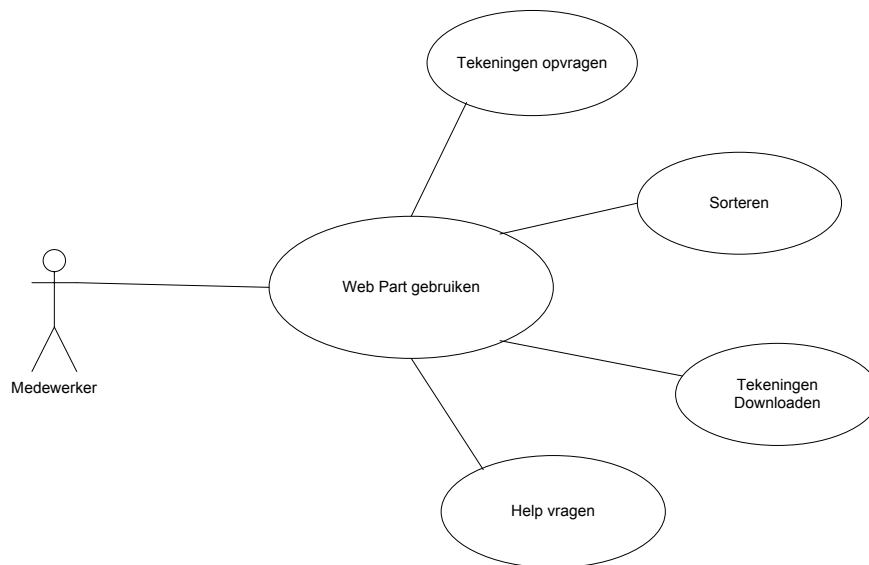 Tekeningen opvragen
Sorteren
Web Part gebruiken
Medewerker
Tekeningen
Downloaden
Help vragen